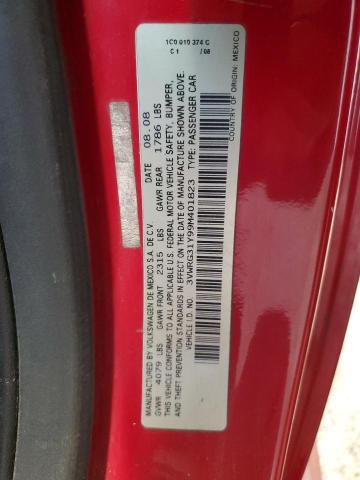 1C0 010 374 C
C 1 / 08
MANUFACTURED BY VOLKSWAGEN DE MEXICO S.A. DE C.V. DATE 08.08
GVWR 4079 LBS GAWR FRONT 2315 LBS GAWR REAR 1786 LBS
THIS VEHICLE CONFORMS TO ALL APPLICABLE U.S. FEDERAL MOTOR VEHICLE SAFETY, BUMPER,
AND THEFT PREVENTION STANDARDS IN EFFECT ON THE DATE OF MANUFACTURE SHOWN ABOVE.
VEHICLE I.D. NO. 3VWRG31Y99M401823 TYPE: PASSENGER CAR
COUNTRY OF ORIGIN: MEXICO